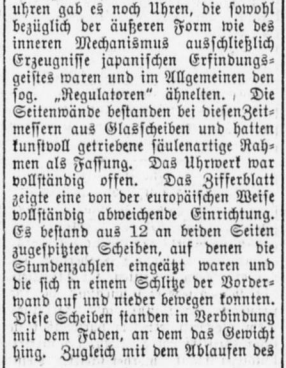 uhren gab es noch Uhren, die sowohl
bezüglich der äußeren Form wie des
inneren Mechanismus ausschließlich
Erzeugnisse japanischen Erfindungs-
geistes waren und im Allgemeinen den
sog. „Regulatoren“ ähnelten. Die
Seitenwände bestanden bei diesen Zeit-
messern aus Glasscheiben und hatten
kunstvoll getriebene säulenartige Rah-
men als Fassung. Das Uhrwerk war
vollständig offen. Das Zifferblatt
zeigte eine von der europäischen Weise
vollständig abweichende Einrichtung.
Es bestand aus 12 an beiden Seiten
zugespitzten Scheiben, auf denen die
Stundenzahlen eingeätzt waren und
die sich in einem Schlitze der Vorder-
wand auf und nieder bewegen konnten.
Diese Scheiben standen in Verbindung
mit dem Faden, an dem das Gewicht
hing. Zugleich mit dem Ablaufen des